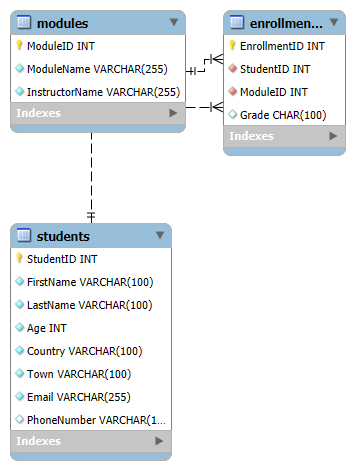 modules
ModuleID INT
ModuleName VARCHAR(255)
InstructorName VARCHAR(255)
Indexes
enrollmen...
EnrollmentID INT
StudentID INT
ModuleID INT
Grade CHAR(100)
Indexes
students
StudentID INT
FirstName VARCHAR(100)
LastName VARCHAR(100)
Age INT
Country VARCHAR(100)
Town VARCHAR(100)
Email VARCHAR(255)
PhoneNumber VARCHAR(1...
Indexes